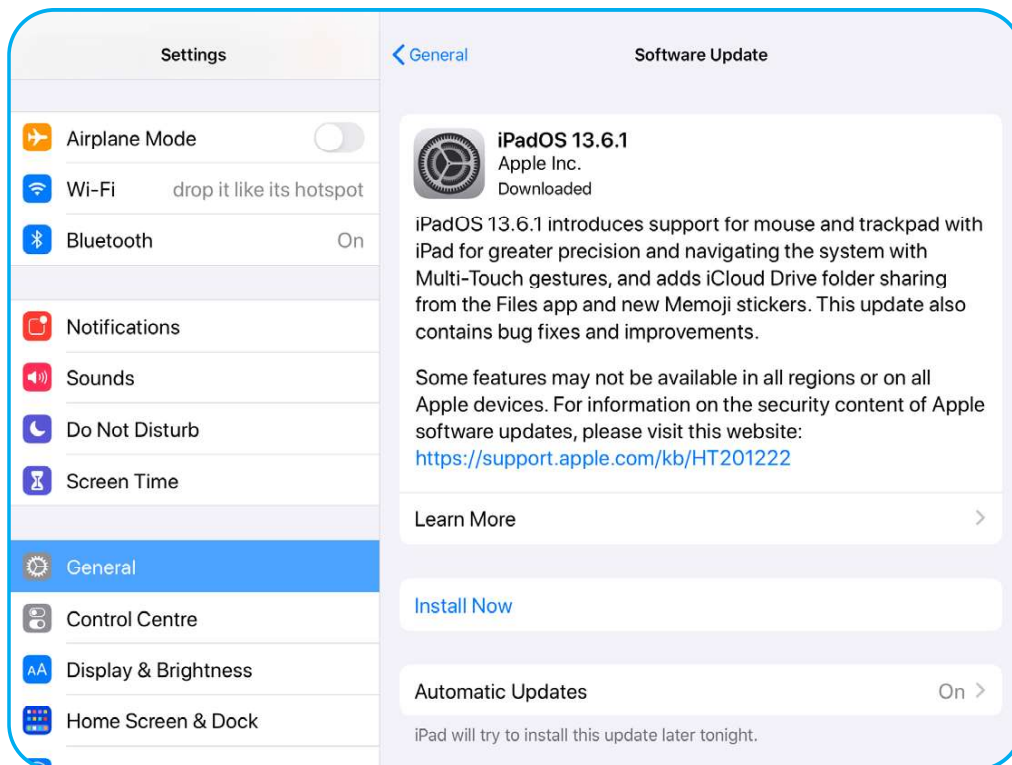 Settings
Airplane Mode
Wi-Fi drop it like its hotspot
Bluetooth On
Notifications
Sounds
Do Not Disturb
Screen Time
General
Control Centre
AA Display & Brightness
Home Screen & Dock
General Software Update
iPadOS 13.6.1
Apple Inc.
Downloaded
iPadOS 13.6.1 introduces support for mouse and trackpad with
iPad for greater precision and navigating the system with
Multi-Touch gestures, and adds iCloud Drive folder sharing
from the Files app and new Memoji stickers. This update also
contains bug fixes and improvements.
Some features may not be available in all regions or on all
Apple devices. For information on the security content of Apple
software updates, please visit this website:
https://support.apple.com/kb/HT201222
Learn More
Install Now
Automatic Updates On
iPad will try to install this update later tonight.